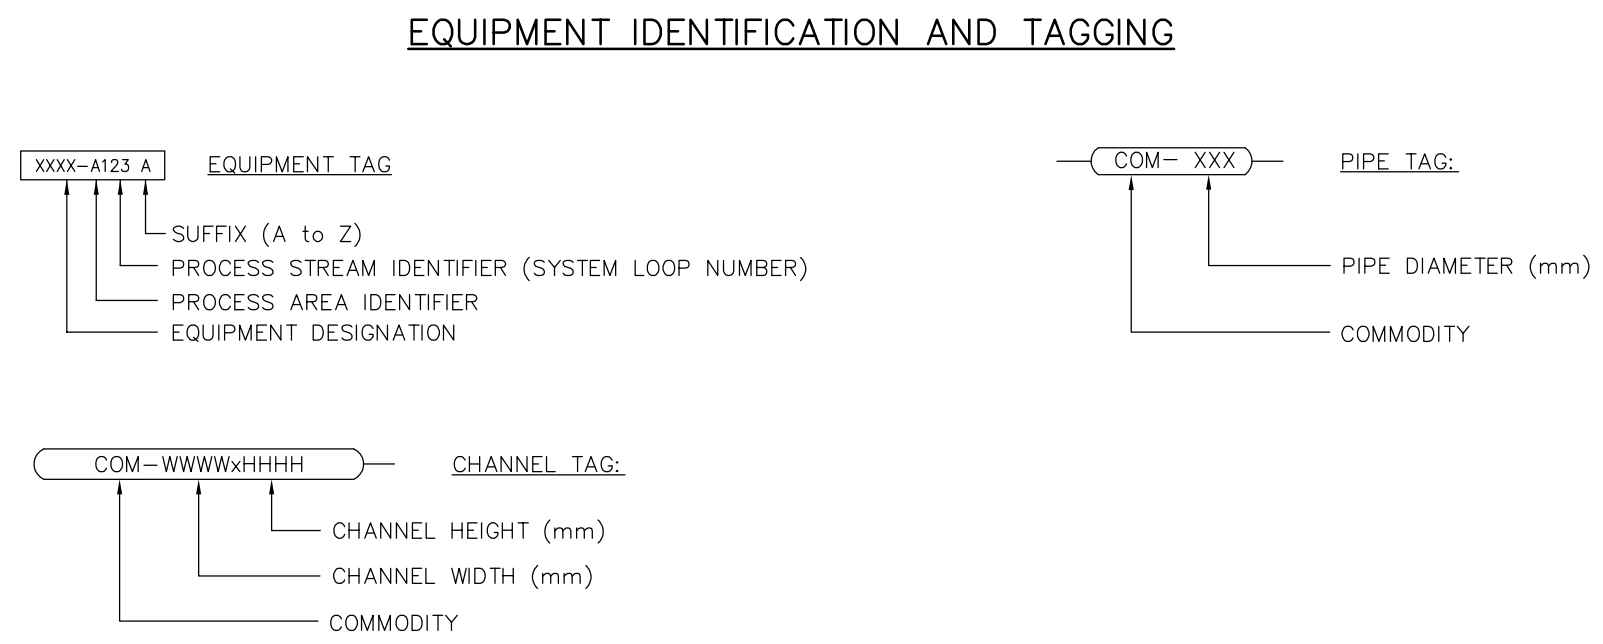 EQUIPMENT IDENTIFICATION AND TAGGING
XXXX-A123 A
EQUIPMENT TAG
SUFFIX (A to Z)
PROCESS STREAM IDENTIFIER (SYSTEM LOOP NUMBER)
PROCESS AREA IDENTIFIER
EQUIPMENT DESIGNATION
COM- XXX
PIPE TAG:
PIPE DIAMETER (mm)
COMMODITY
COM-WWWWxHHHH
CHANNEL TAG:
CHANNEL HEIGHT (mm)
CHANNEL WIDTH (mm)
COMMODITY